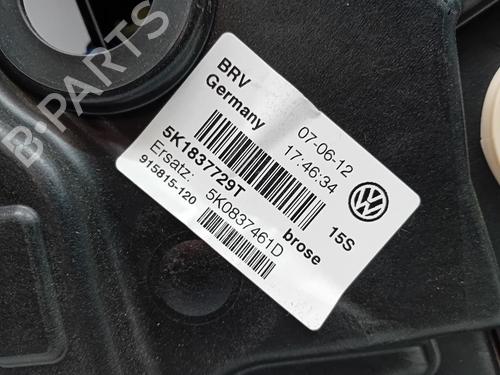 B-PARTS
BRV
Germany
07-06-12
17:46:34
5K1837729T
15S
Ersatz: 5K0837461D
915815-120
brose